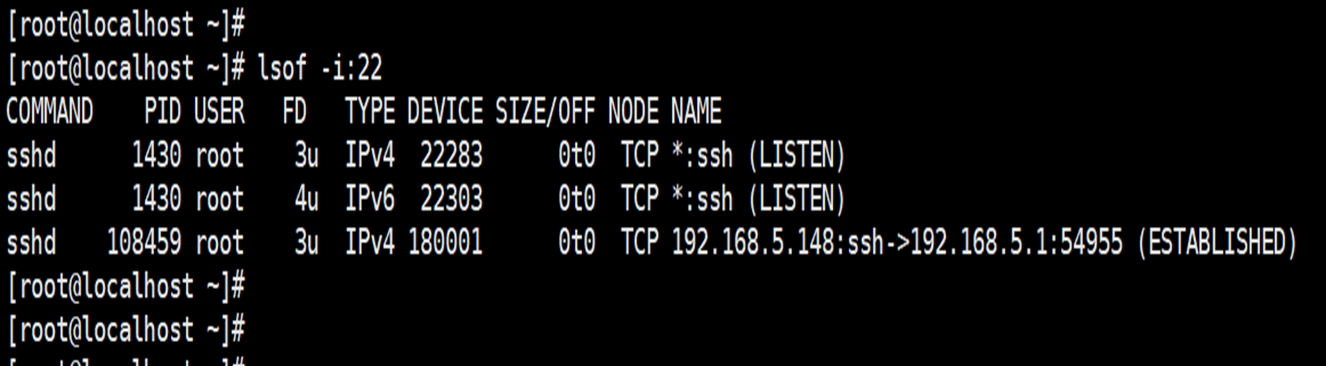 [root@localhost ~]#
[root@localhost ~]# lsof -i:22
COMMAND    PID USER   FD   TYPE DEVICE SIZE/OFF NODE NAME
sshd      1430 root    3u  IPv4  22283      0t0  TCP *:ssh (LISTEN)
sshd      1430 root    4u  IPv6  22303      0t0  TCP *:ssh (LISTEN)
sshd    108459 root    3u  IPv4 180001      0t0  TCP 192.168.5.148:ssh->192.168.5.1:54955 (ESTABLISHED)
[root@localhost ~]#
[root@localhost ~]#